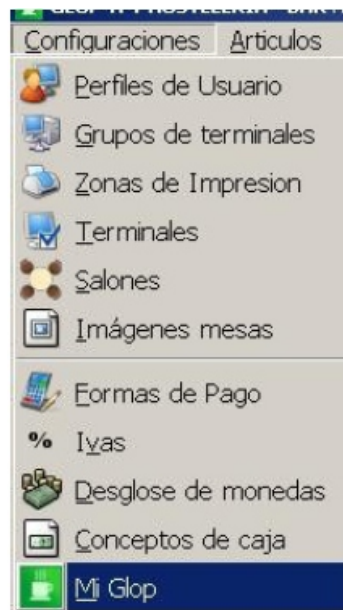 Configuraciones Articulos
Perfiles de Usuario
Grupos de terminales
Zonas de Impresion
Terminales
Salones
Imágenes mesas
Formas de Pago
% Ivas
Desglose de monedas
Conceptos de caja
Mi Glop